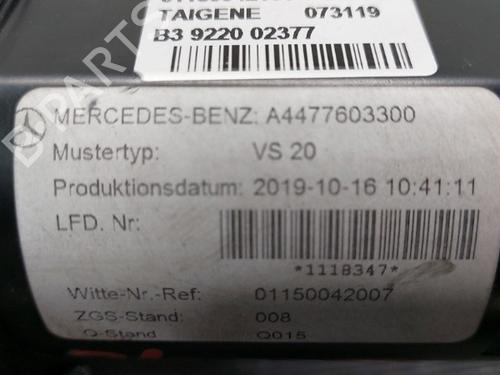 TAIGENE 073119
B3 9220 02377
MERCEDES-BENZ: A4477603300
Mustertyp: VS 20
Produktionsdatum: 2019-10-16 10:41:11
LFD. Nr:
*1118347*
Witte-Nr.-Ref: 01150042007
ZGS-Stand: 008
Q-Stand Q015